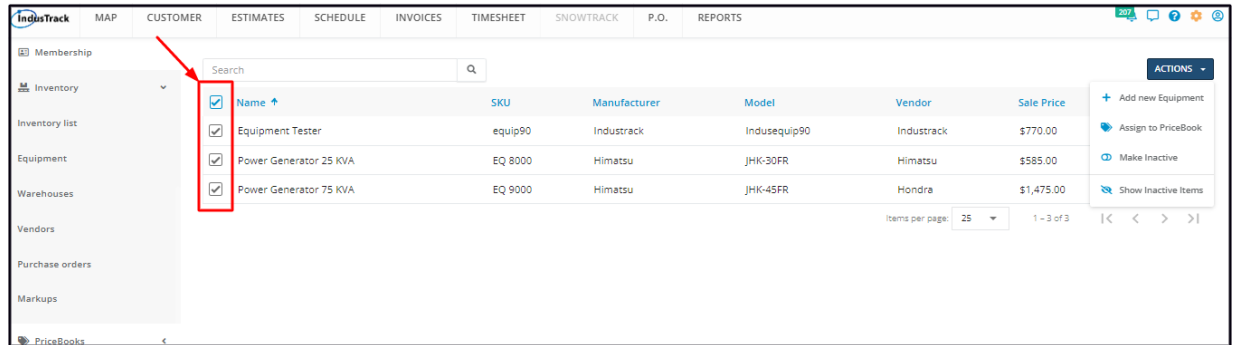 IndusTrack MAP CUSTOMER ESTIMATES SCHEDULE INVOICES TIMESHEET SNOWTRACK P.O. REPORTS 207
Membership
Search ACTIONS
Inventory
Name SKU Manufacturer Model Vendor Sale Price + Add new Equipment
Inventory list
Equipment Tester equip90 Industrack Indusequip90 Industrack $770.00 Assign to PriceBook
Equipment
Power Generator 25 KVA EQ 8000 Himatsu JHK-30FR Himatsu $585.00 Make Inactive
Warehouses
Power Generator 75 KVA EQ 9000 Himatsu JHK-45FR Hondra $1,475.00 Show Inactive Items
Items per page: 25 1 – 3 of 3 |< < > >|
Vendors
Purchase orders
Markups
PriceBooks